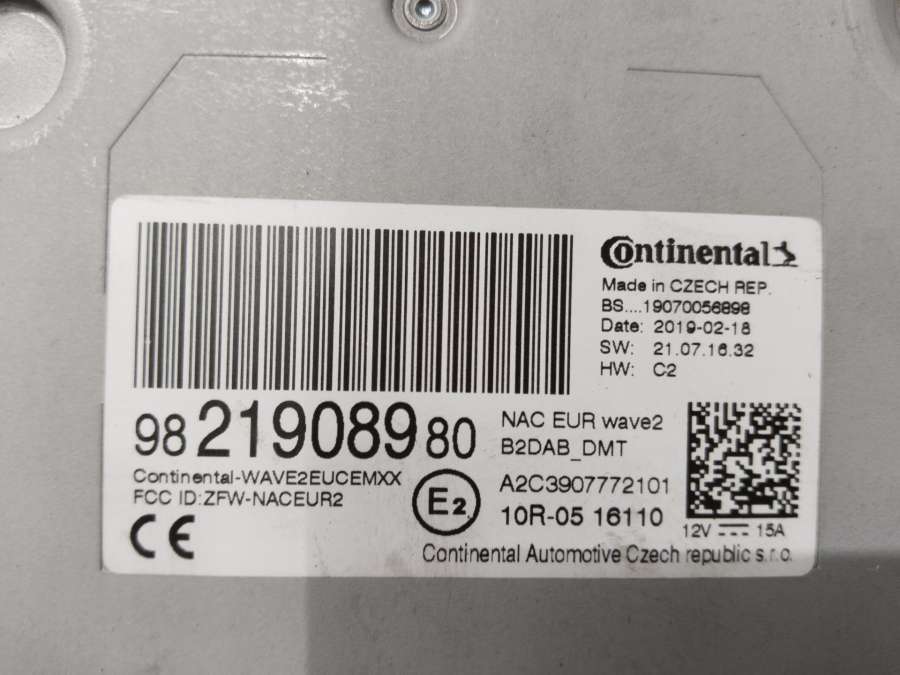 Continental
Made in CZECH REP.
BS....19070056898
Date: 2019-02-18
SW: 21.07.16.32
HW: C2
98 219089 80
NAC EUR wave2
B2DAB_DMT
Continental-WAVE2EUCEMXX
FCC ID:ZFW-NACEUR2
CE
E2
A2C3907772101
10R-05 16110
12V 15A
Continental Automotive Czech republic s.r.o.